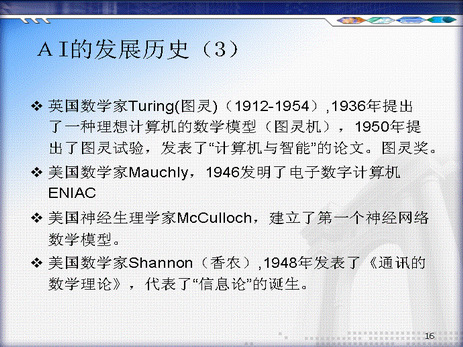 AI的发展历史（3）
❖ 英国数学家Turing(图灵)（1912-1954）,1936年提出
了一种理想计算机的数学模型（图灵机），1950年提
出了图灵试验，发表了“计算机与智能”的论文。图灵奖。
❖ 美国数学家Mauchly，1946发明了电子数字计算机
ENIAC
❖ 美国神经生理学家McCulloch，建立了第一个神经网络
数学模型。
❖ 美国数学家Shannon（香农）,1948年发表了《通讯的
数学理论》，代表了“信息论”的诞生。
16